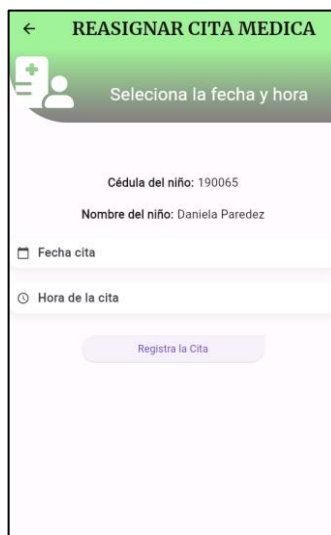 REASIGNAR CITA MEDICA
Seleciona la fecha y hora
Cédula del niño: 190065
Nombre del niño: Daniela Paredez
Fecha cita
Hora de la cita
Registra la Cita